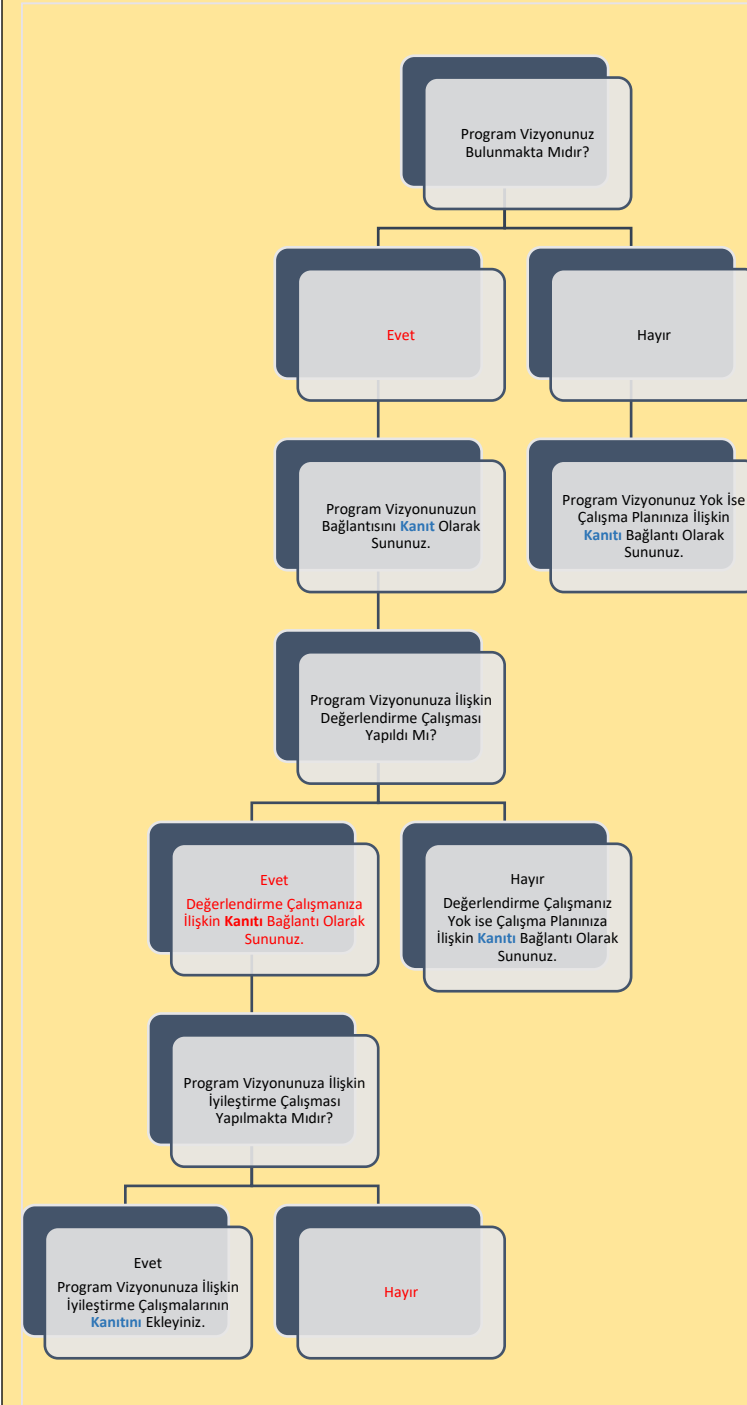 Program Vizyonunuz
Bulunmakta Mıdır?
Evet
Hayır
Program Vizyonunuzun
Bağlantısını Kanıt Olarak
Sununuz.
Program Vizyonunuz Yok İse
Çalışma Planınıza İlişkin
Kanıtı Bağlantı Olarak
Sununuz.
Program Vizyonunuza İlişkin
Değerlendirme Çalışması
Yapıldı Mı?
Evet
Değerlendirme Çalışmanıza
İlişkin Kanıtı Bağlantı Olarak
Sununuz.
Hayır
Değerlendirme Çalışmanız
Yok ise Çalışma Planınıza
İlişkin Kanıtı Bağlantı Olarak
Sununuz.
Program Vizyonunuza İlişkin
İyileştirme Çalışması
Yapılmakta Mıdır?
Evet
Program Vizyonunuza İlişkin
İyileştirme Çalışmalarının
Kanıtını Ekleyiniz.
Hayır